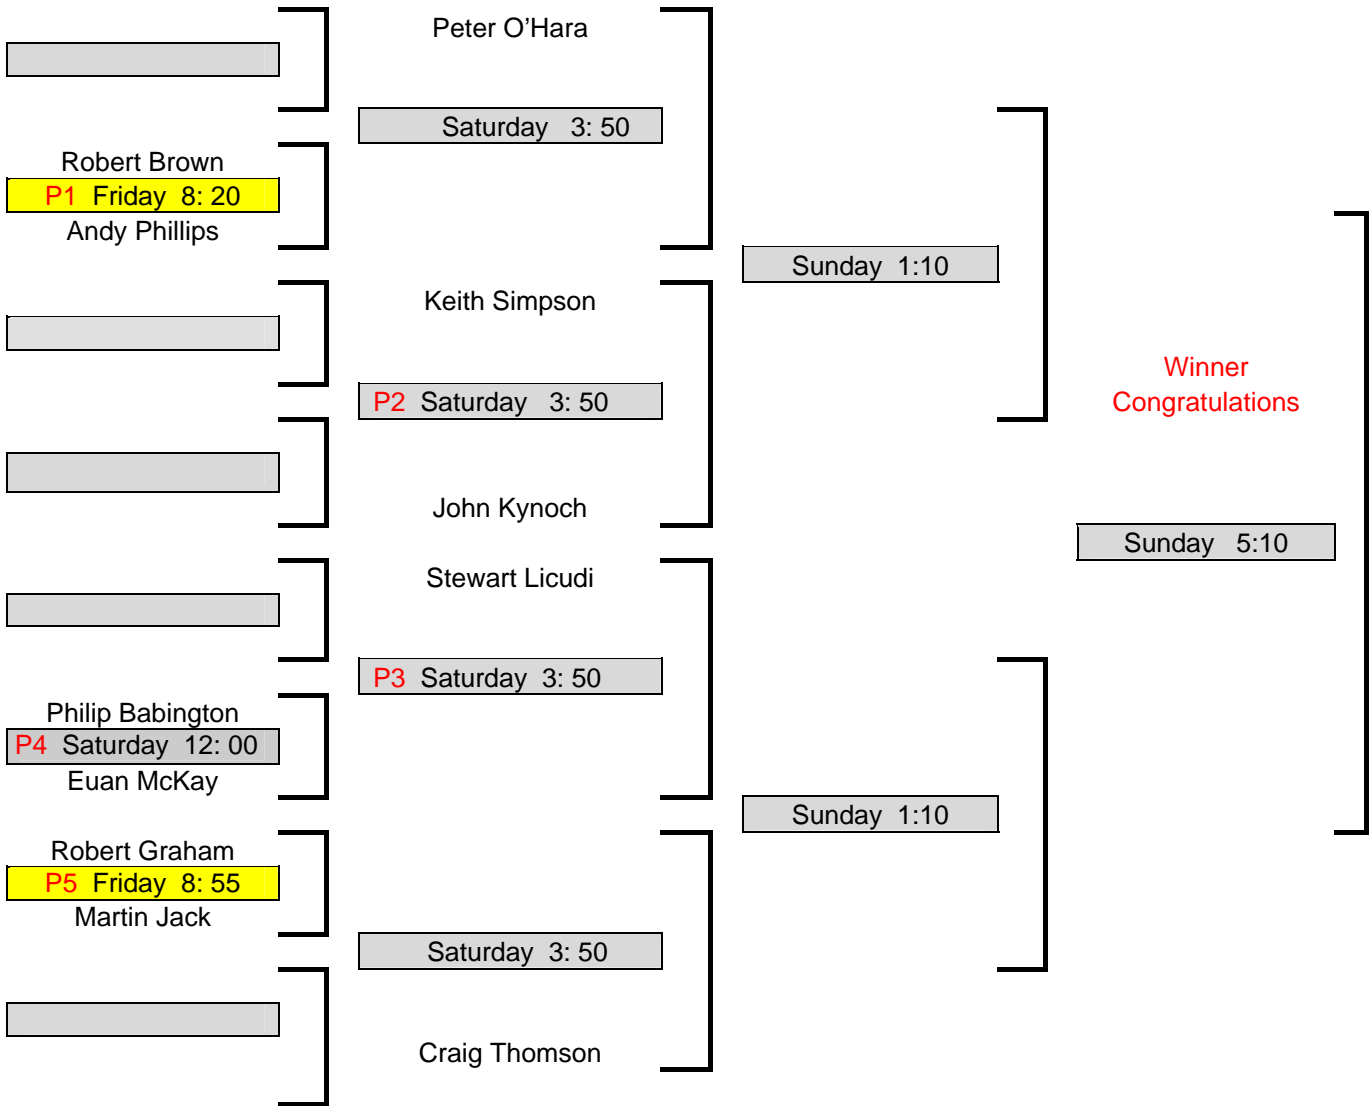 Peter O’Hara
Saturday 3: 50
Robert Brown
P1 Friday 8: 20
Andy Phillips
Sunday 1:10
Keith Simpson
P2 Saturday 3: 50
Winner
Congratulations
John Kynoch
Sunday 5:10
Stewart Licudi
P3 Saturday 3: 50
Philip Babington
P4 Saturday 12: 00
Euan McKay
Sunday 1:10
Robert Graham
P5 Friday 8: 55
Martin Jack
Saturday 3: 50
Craig Thomson